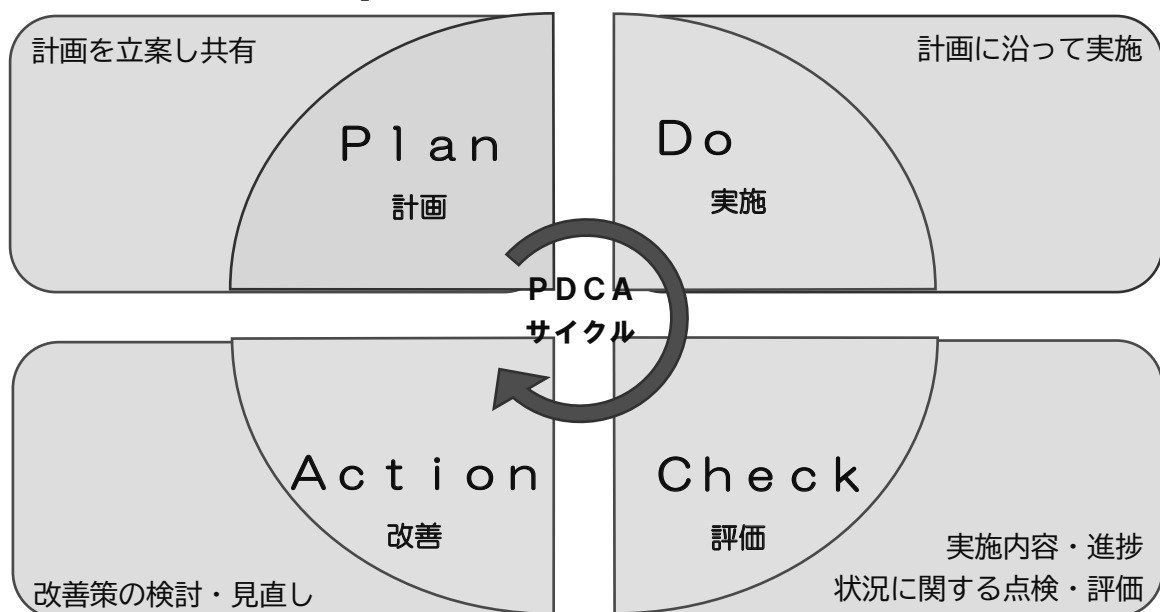 計画を立案し共有
計画に沿って実施
Ｐｌａｎ
計画
Ｄｏ
実施
PDCA
サイクル
Ａｃｔｉｏｎ
改善
Ｃｈｅｃｋ
評価
改善策の検討・見直し
実施内容・進捗
状況に関する点検・評価